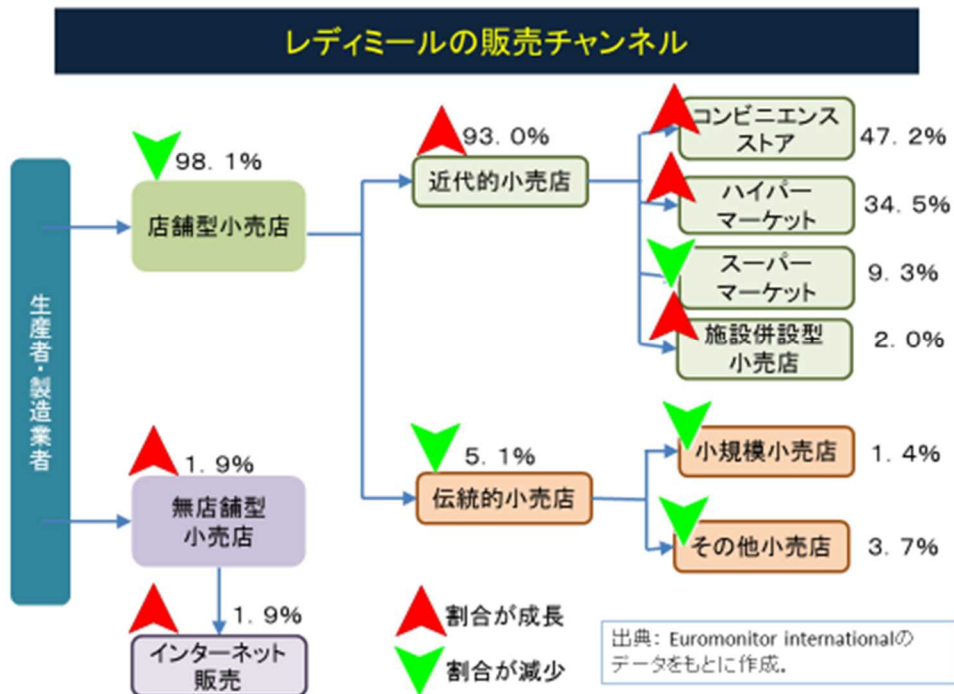 レディミールの販売チャンネル
生産者・製造業者
98.1%
店舗型小売店
93.0%
近代的小売店
コンビニエンス
ストア
47.2%
ハイパー
マーケット
34.5%
スーパー
マーケット
9.3%
施設併設型
小売店
2.0%
5.1%
伝統的小売店
小規模小売店
1.4%
その他小売店
3.7%
1.9%
無店舗型
小売店
1.9%
インターネット
販売
割合が成長
割合が減少
出典: Euromonitor internationalの
データをもとに作成。